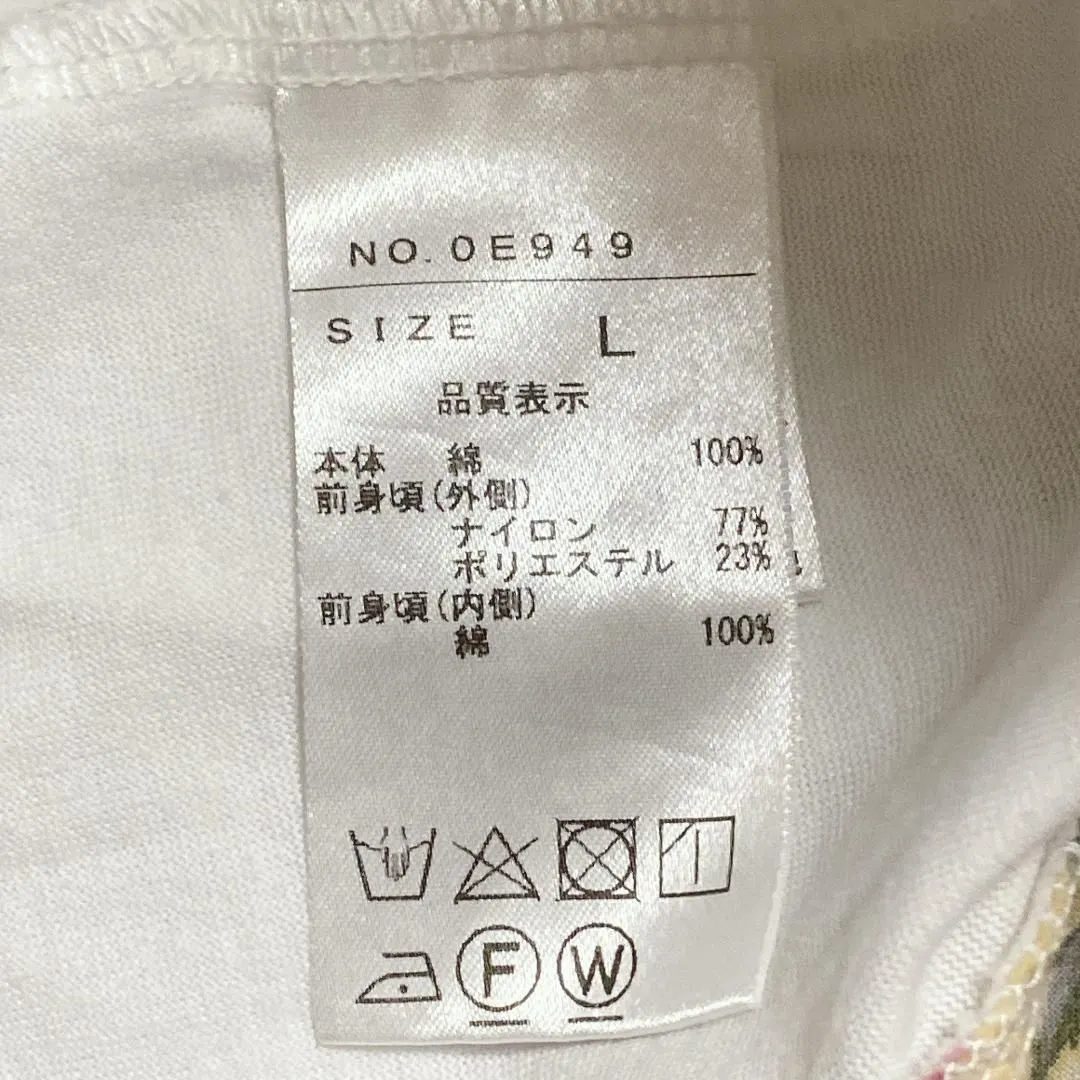 NO. 0E949
SIZE L
品質表示
本体 綿 100%
前身頃(外側)
ナイロン 77%
ポリエステル 23%
前身頃(内側)
綿 100%
F W